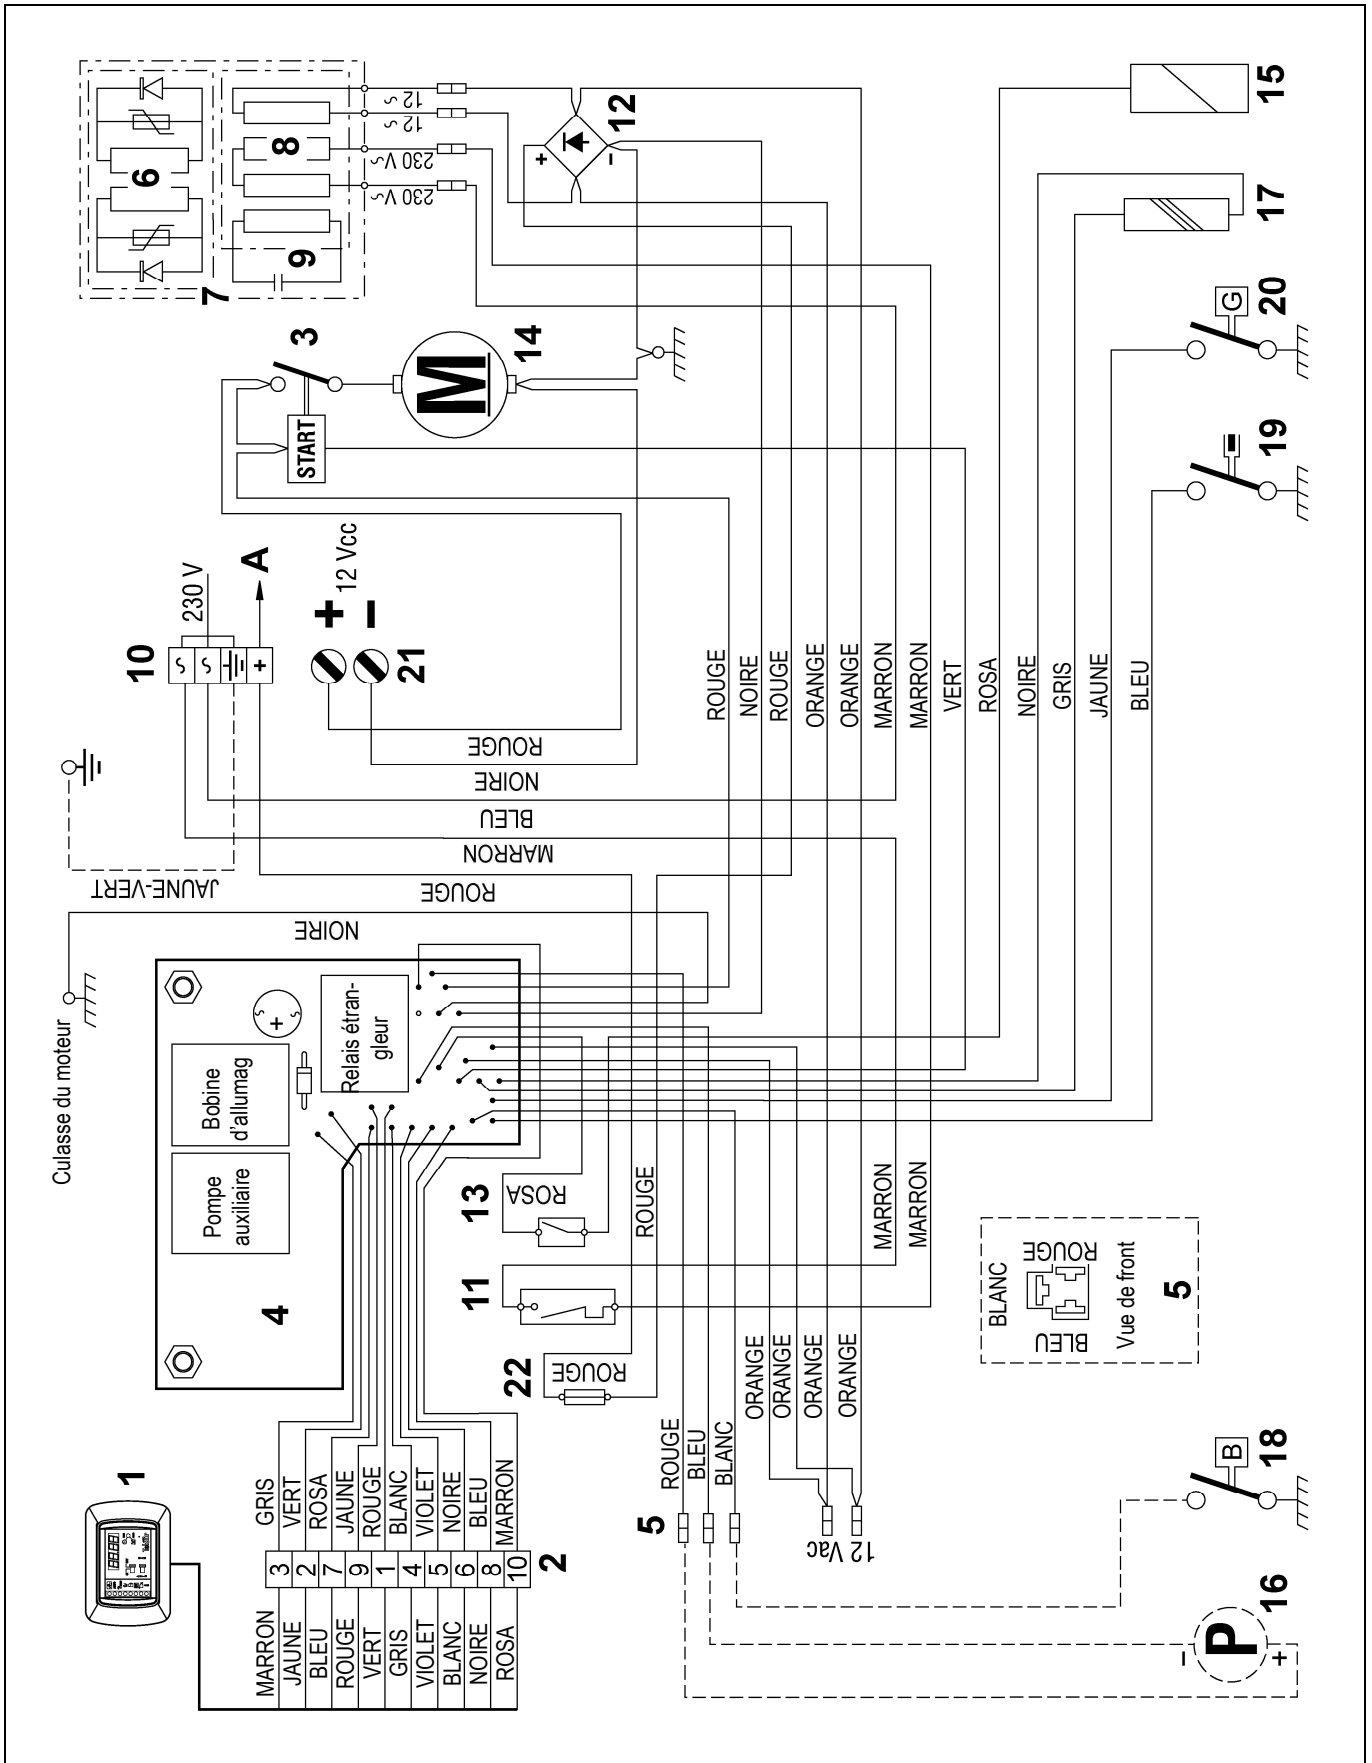 15
17
G
20
19
12
+
−
12 ~
12 ~
230 V~
230 V~
8
6
9
7
3
14
M
START
230 V
10
A
+
+
−
12 Vcc
21
ROUGE
NOIRE
ROUGE
ORANGE
ORANGE
MARRON
MARRON
VERT
ROSA
NOIRE
GRIS
JAUNE
BLEU
ROUGE
NOIRE
BLEU
MARRON
JAUNE-VERT
ROUGE
NOIRE
Culasse du moteur
Relais étran-
gleur
+
Bobine
d'allumag
Pompe
auxiliaire
4
13
ROSA
ROUGE
11
22
ROUGE
MARRON
MARRON
BLANC
ROUGE
BLEU
Vue de front
5
ORANGE
ORANGE
ORANGE
ORANGE
ROUGE
BLEU
BLANC
5
12 Vac
B
18
P
−
+
16
1
GRIS
VERT
ROSA
JAUNE
ROUGE
BLANC
VIOLET
NOIRE
BLEU
MARRON
3
2
7
9
1
4
5
6
8
10
2
MARRON
JAUNE
BLEU
ROUGE
VERT
GRIS
VIOLET
BLANC
NOIRE
ROSA